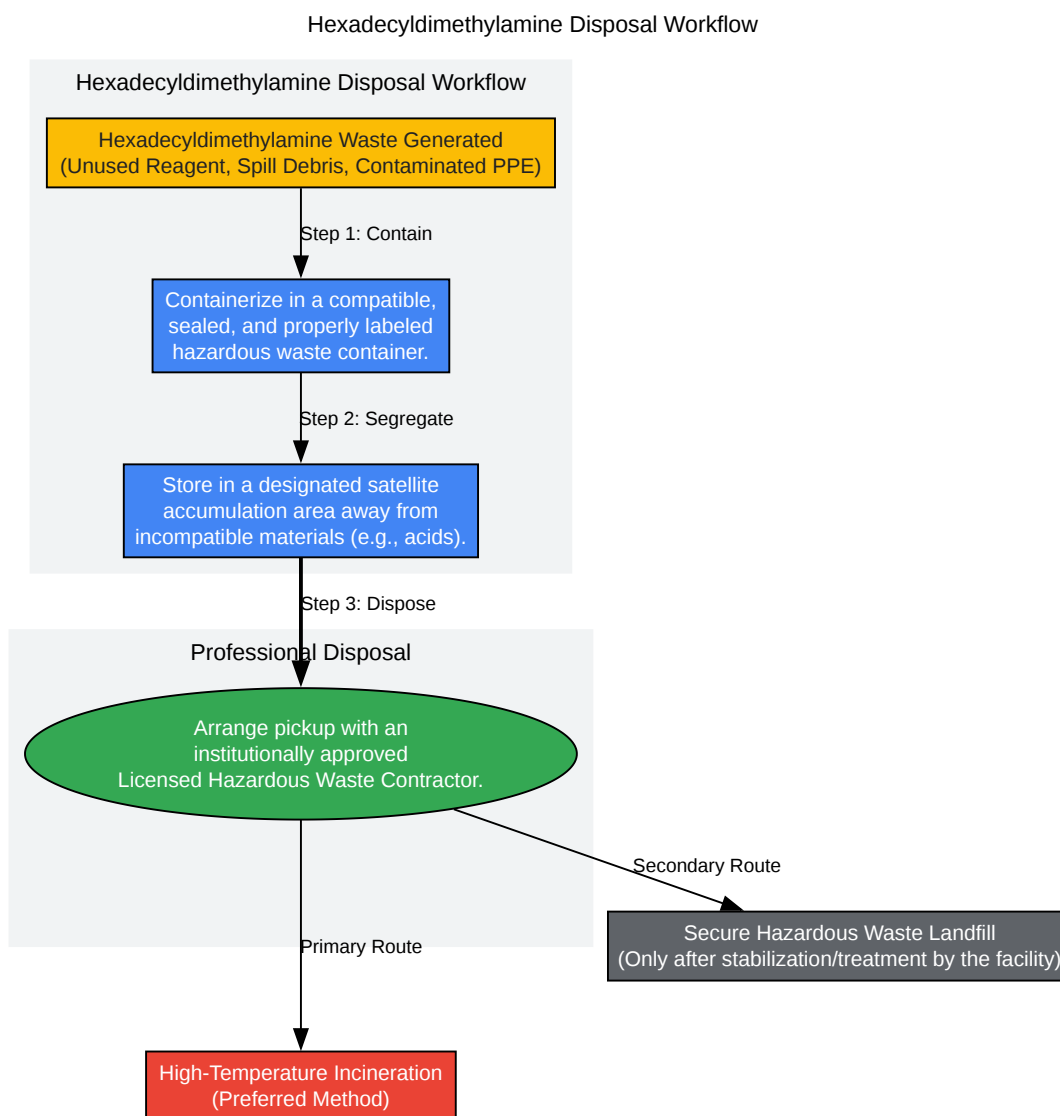 Hexadecyldimethylamine Disposal Workflow
Hexadecyldimethylamine Disposal Workflow
Hexadecyldimethylamine Waste Generated
(Unused Reagent, Spill Debris, Contaminated PPE)
Step 1: Contain
Containerize in a compatible,
sealed, and properly labeled
hazardous waste container.
Step 2: Segregate
Store in a designated satellite
accumulation area away from
incompatible materials (e.g., acids).
Step 3: Dispose
Professional Disposal
Arrange pickup with an
institutionally approved
Licensed Hazardous Waste Contractor.
Secondary Route
Secure Hazardous Waste Landfill
(Only after stabilization/treatment by the facility)
Primary Route
High-Temperature Incineration
(Preferred Method)